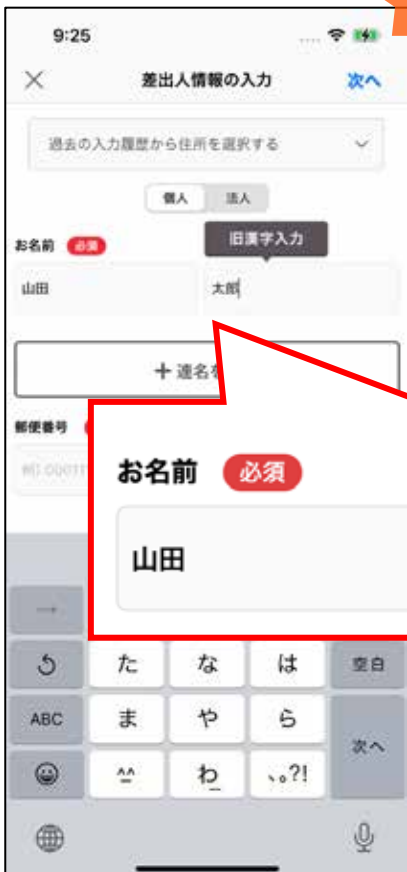 9:25
差出人情報の入力
次へ
過去の入力履歴から住所を選択する
個人
法人
お名前 必須
旧漢字入力
山田
太郎
+ 連名を
郵便番号
お名前 必須
山田
→
た
な
は
空白
ABC
ま
や
ら
次へ
^^
わ
、。?!